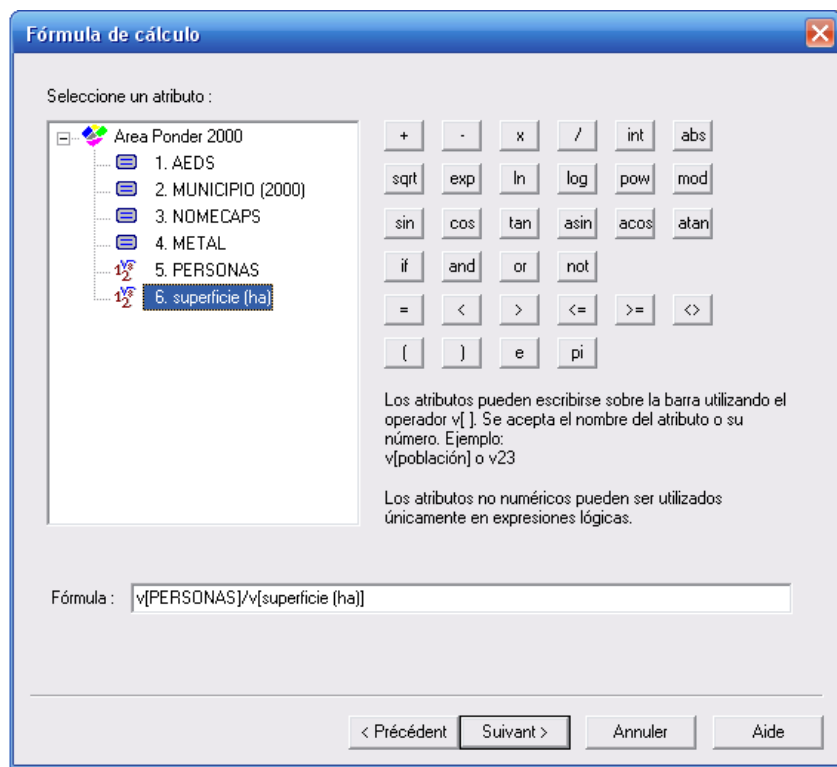 Fórmula de cálculo
Seleccione un atributo :
Area Ponder 2000
1. AEDS
2. MUNICIPIO (2000)
3. NOMECAPS
4. METAL
5. PERSONAS
6. superficie (ha)
+ - x / int abs
sqrt exp ln log pow mod
sin cos tan asin acos atan
if and or not
= < > <= >= <>
( ) e pi
Los atributos pueden escribirse sobre la barra utilizando el
operador v[ ]. Se acepta el nombre del atributo o su
número. Ejemplo:
v[población] o v23
Los atributos no numéricos pueden ser utilizados
únicamente en expresiones lógicas.
Fórmula : v[PERSONAS]/v[superficie (ha)]
< Précédent Suivant > Annuler Aide